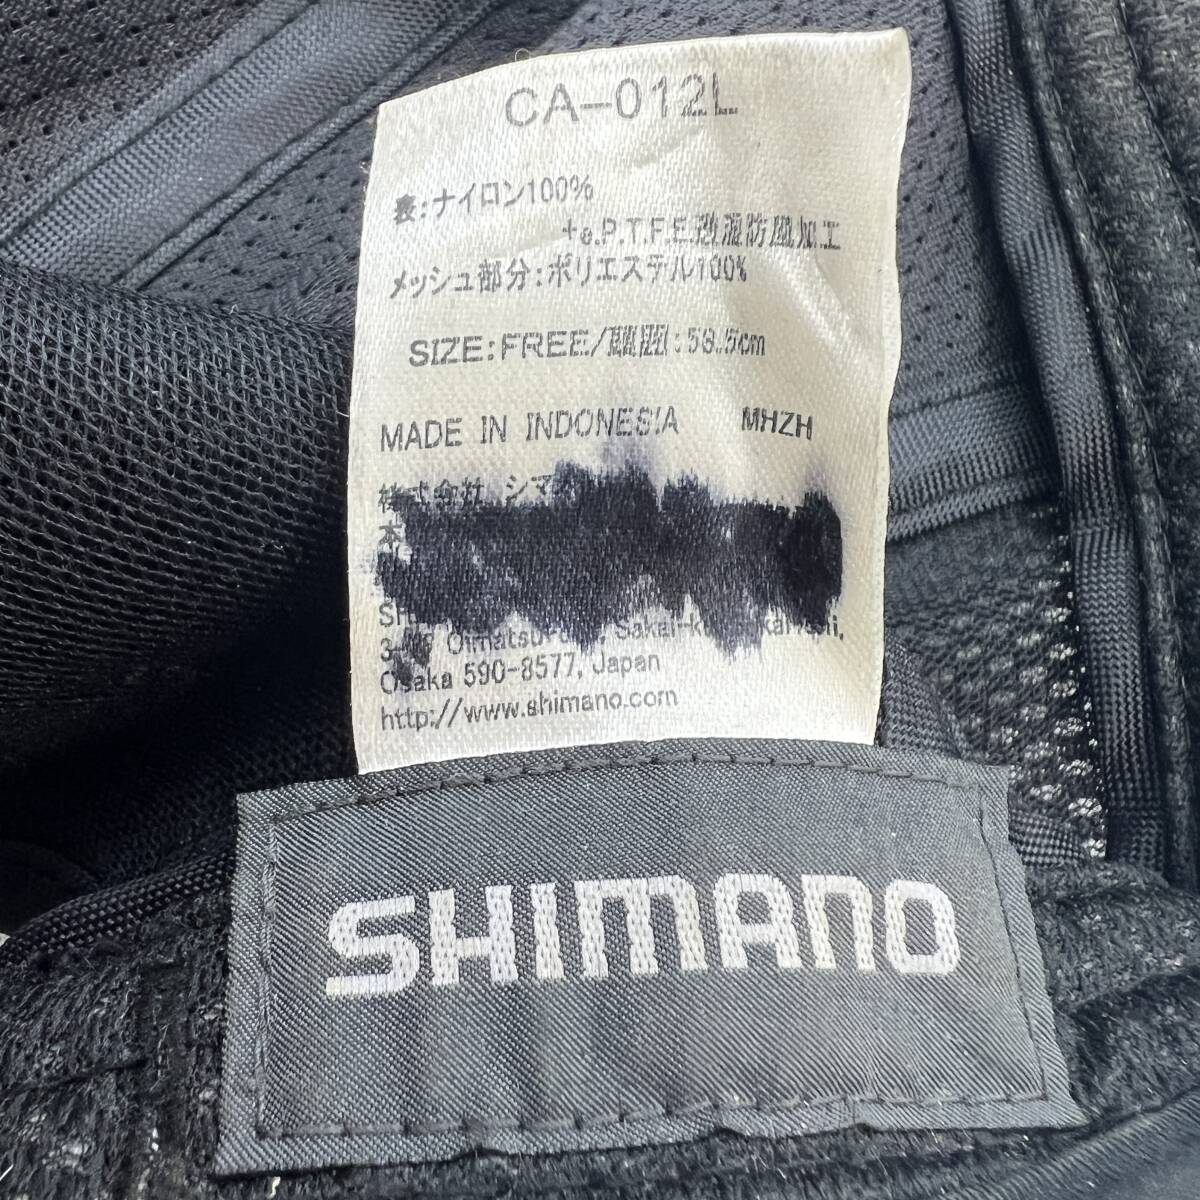 CA-012L
表:ナイロン100%
+e.P.T.F.E.透湿防風加工
メッシュ部分:ポリエステル100%
SIZE:FREE/頭囲:58.5cm
MADE IN INDONESIA MHZH
株式会社
Osaka 590-8577, Japan
http://www.shimano.com
SHIMANO